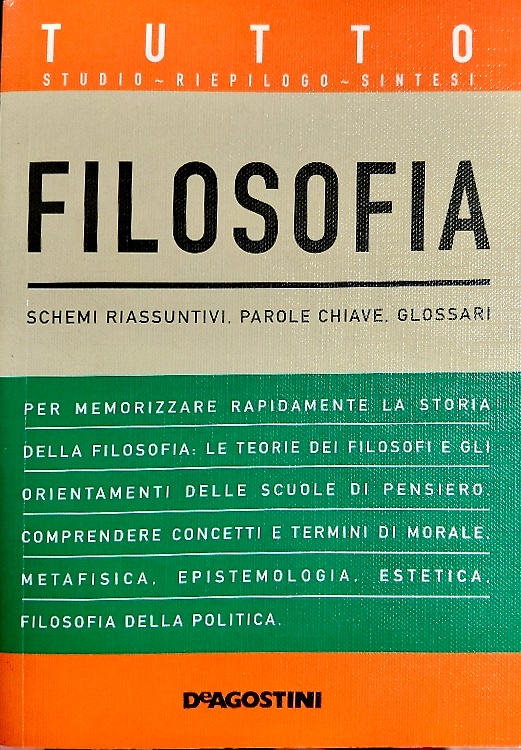 TUTTO
STUDIO~RIEPILOGO~SINTESI
FILOSOFIA
SCHEMI RIASSUNTIVI, PAROLE CHIAVE, GLOSSARI
PER MEMORIZZARE RAPIDAMENTE LA STORIA
DELLA FILOSOFIA: LE TEORIE DEI FILOSOFI E GLI
ORIENTAMENTI DELLE SCUOLE DI PENSIERO.
COMPRENDERE CONCETTI E TERMINI DI MORALE,
METAFISICA, EPISTEMOLOGIA, ESTETICA,
FILOSOFIA DELLA POLITICA.
DeAGOSTINI